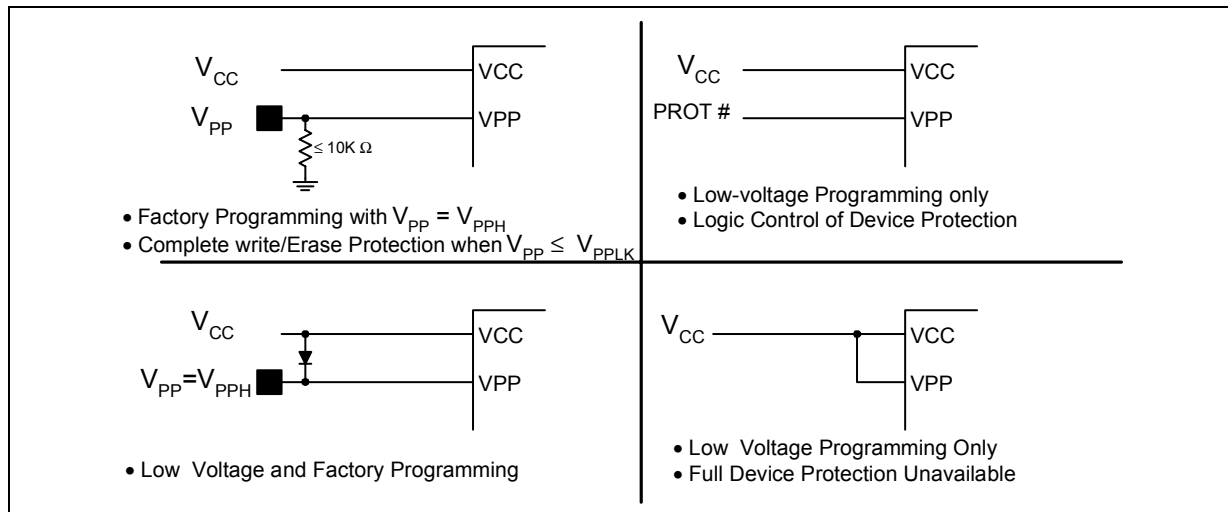 V_CC
VCC
V_PP
VPP
≤ 10K Ω
• Factory Programming with V_PP = V_PPH
• Complete write/Erase Protection when V_PP ≤ V_PPLK
V_CC
VCC
PROT #
VPP
• Low-voltage Programming only
• Logic Control of Device Protection
V_CC
VCC
V_PP=V_PPH
VPP
• Low Voltage and Factory Programming
V_CC
VCC
VPP
• Low Voltage Programming Only
• Full Device Protection Unavailable